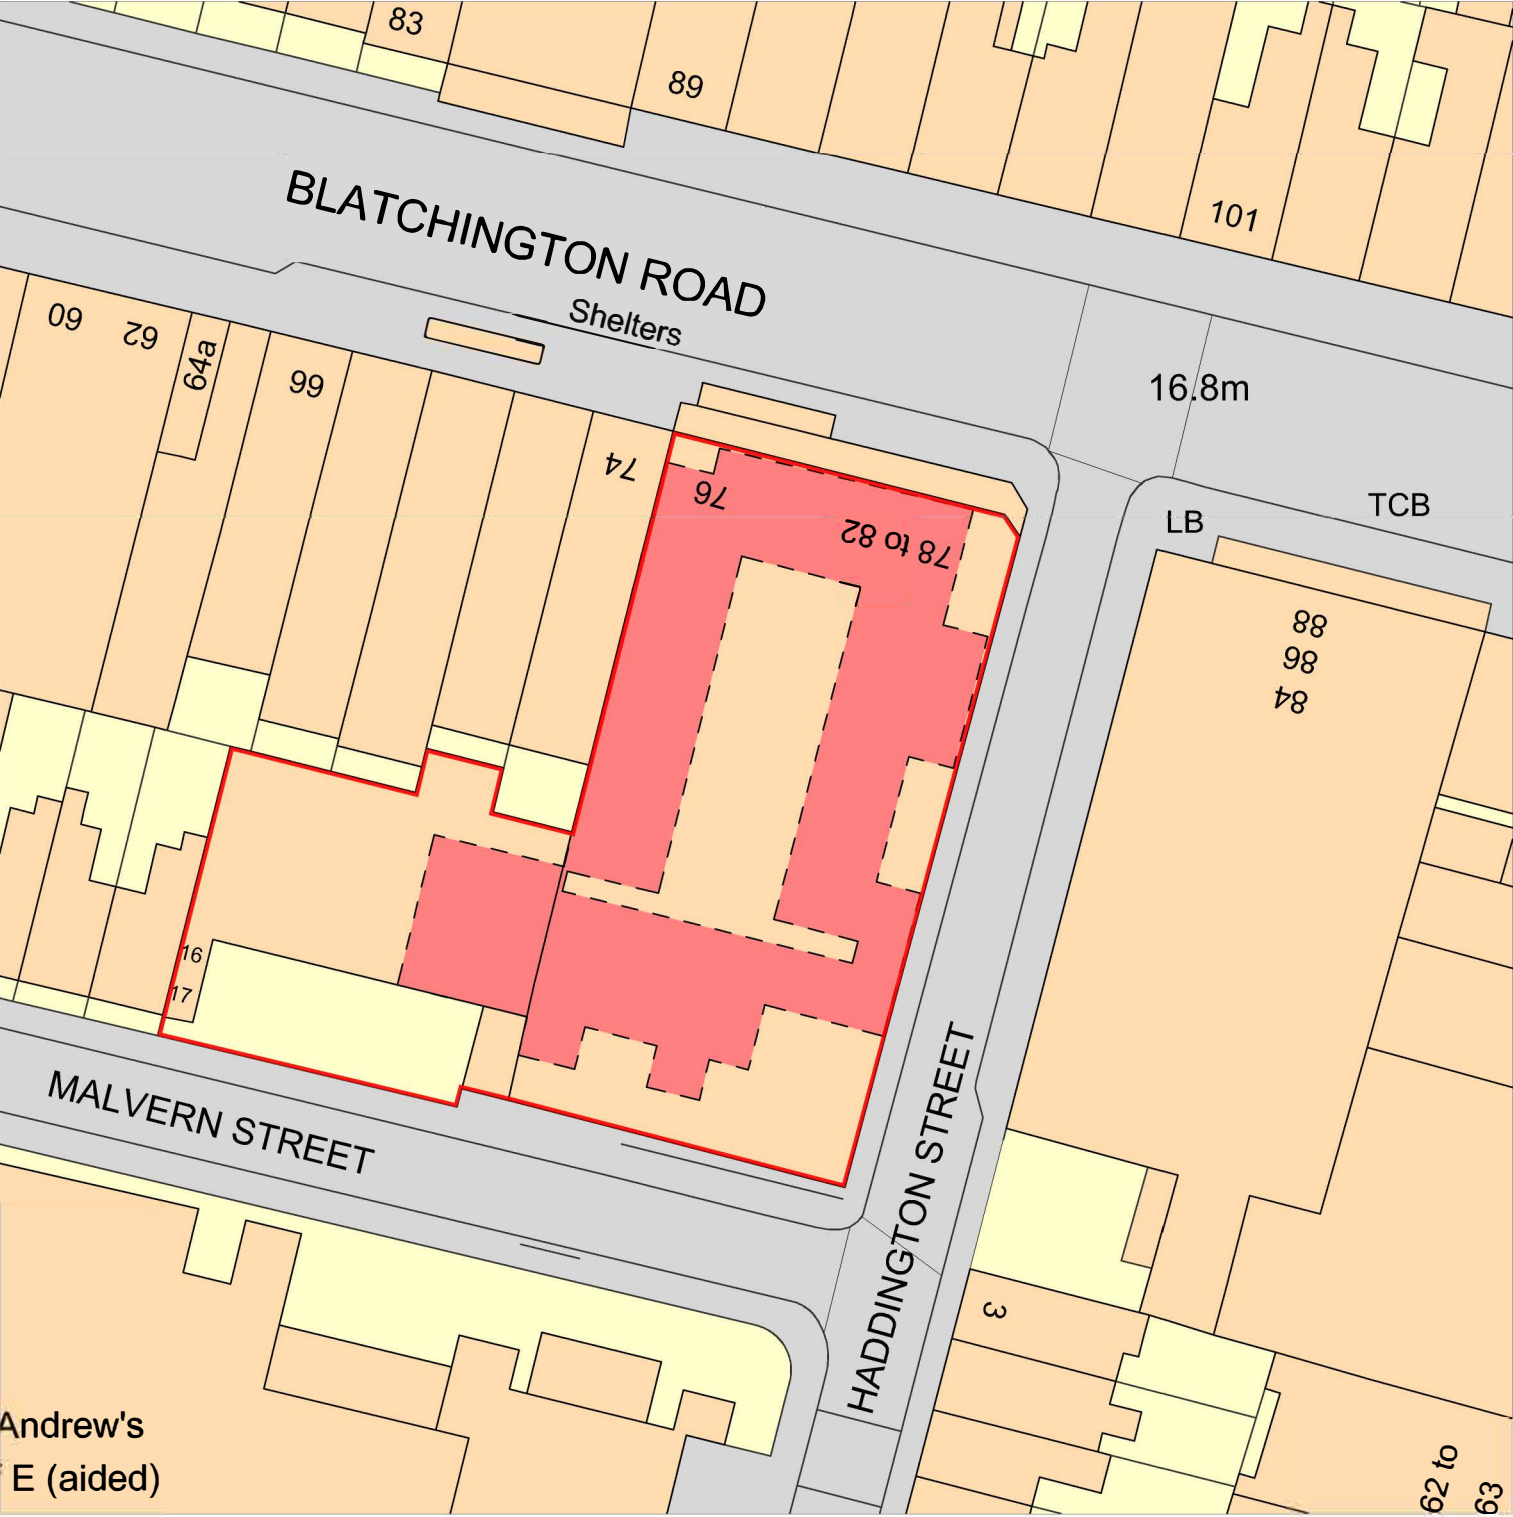 83
89
101
BLATCHINGTON ROAD
Shelters
60
62
64a
66
16.8m
74
76
78 to 82
TCB
LB
88
86
84
16
17
MALVERN STREET
HADDINGTON STREET
3
Andrew's
E (aided)
62 to
63